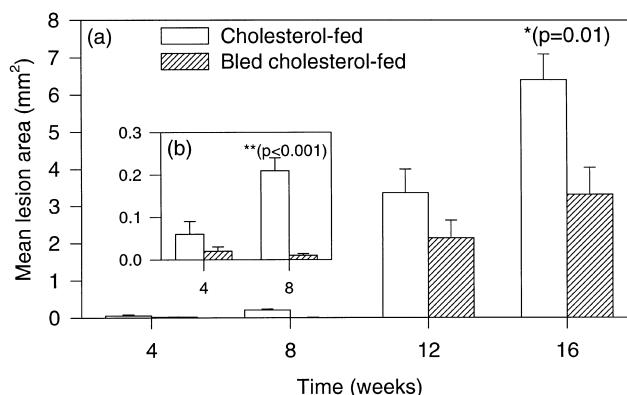 8
(a)
Cholesterol-fed
*(p=0.01)
7
Bled cholesterol-fed
6
0.3
(b)
**(p<0.001)
5
0.2
4
3
0.1
2
0.0
1
4
8
0
4
8
12
16
Mean lesion area (mm²)
Time (weeks)